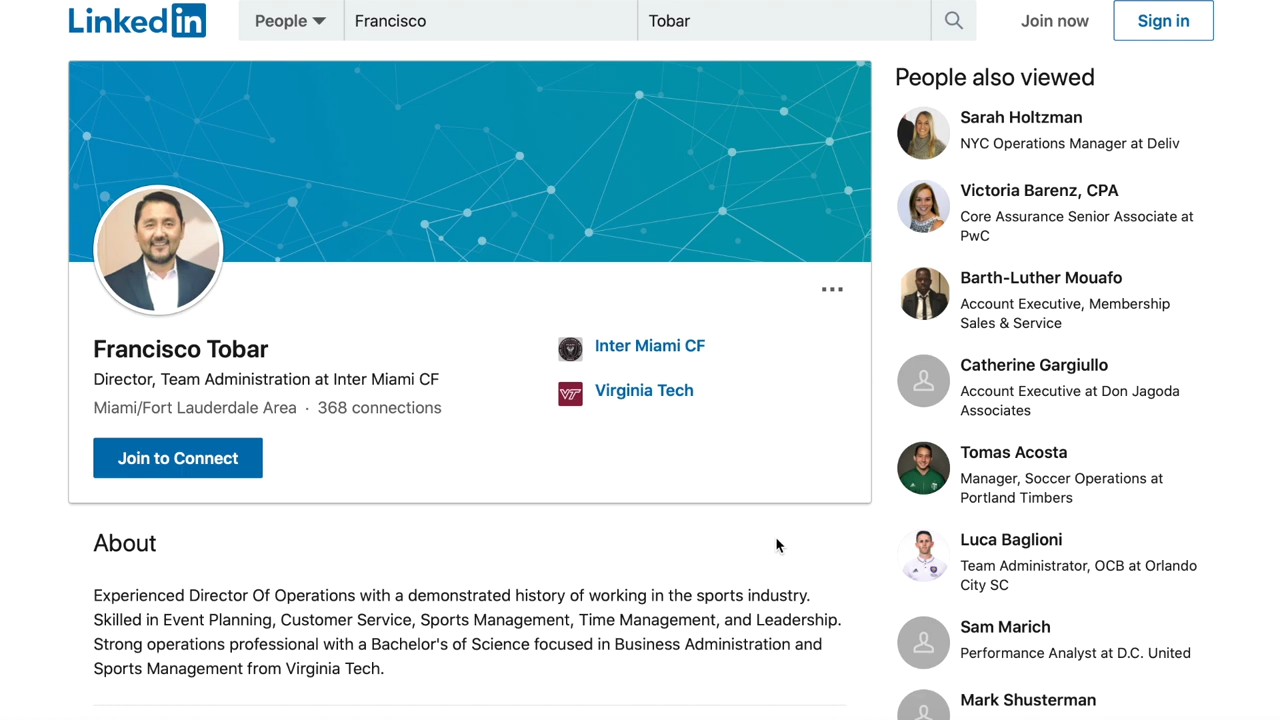 Linked in
People
Francisco
Tobar
Join now
Sign in
Francisco Tobar
Director, Team Administration at Inter Miami CF
Miami/Fort Lauderdale Area · 368 connections
Join to Connect
Inter Miami CF
VT
Virginia Tech
About
Experienced Director Of Operations with a demonstrated history of working in the sports industry.
Skilled in Event Planning, Customer Service, Sports Management, Time Management, and Leadership.
Strong operations professional with a Bachelor's of Science focused in Business Administration and
Sports Management from Virginia Tech.
People also viewed
Sarah Holtzman
NYC Operations Manager at Deliv
Victoria Barenz, CPA
Core Assurance Senior Associate at
PwC
Barth-Luther Mouafo
Account Executive, Membership
Sales & Service
Catherine Gargiullo
Account Executive at Don Jagoda
Associates
Tomas Acosta
Manager, Soccer Operations at
Portland Timbers
Luca Baglioni
Team Administrator, OCB at Orlando
City SC
Sam Marich
Performance Analyst at D.C. United
Mark Shusterman